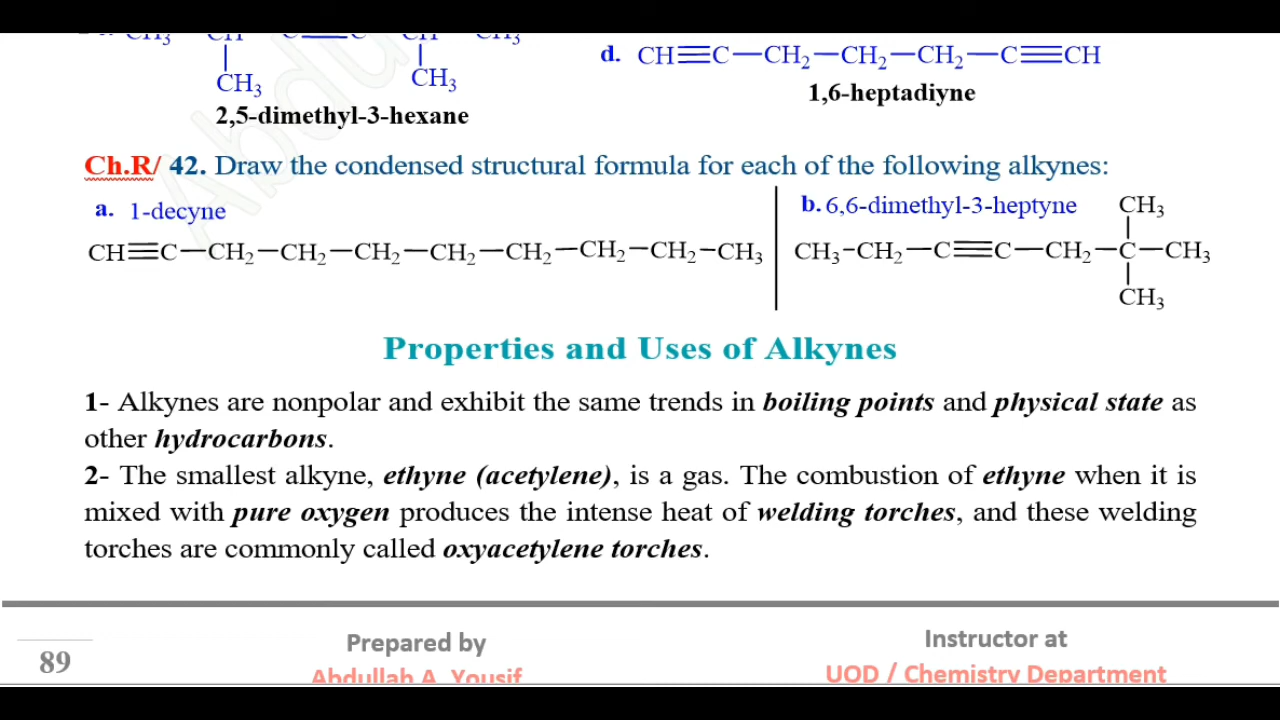 CH3 CH C C CH CH3
CH3 CH3
2,5-dimethyl-3-hexane
d. CH≡C—CH2—CH2—CH2—C≡CH
1,6-heptadiyne
Ch.R/ 42. Draw the condensed structural formula for each of the following alkynes:
a. 1-decyne
CH≡C—CH2—CH2—CH2—CH2—CH2—CH2—CH2—CH3
b. 6,6-dimethyl-3-heptyne
CH3
CH3-CH2—C≡C—CH2—C—CH3
CH3
Properties and Uses of Alkynes
1- Alkynes are nonpolar and exhibit the same trends in boiling points and physical state as
other hydrocarbons.
2- The smallest alkyne, ethyne (acetylene), is a gas. The combustion of ethyne when it is
mixed with pure oxygen produces the intense heat of welding torches, and these welding
torches are commonly called oxyacetylene torches.
89
Prepared by
Abdullah A. Yousif
Instructor at
UOD / Chemistry Department